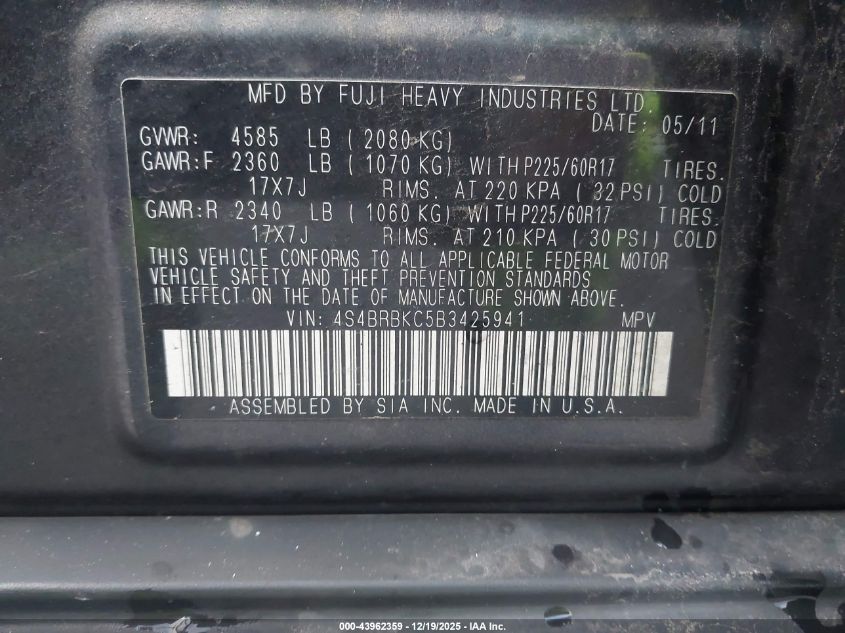 MFD BY FUJI HEAVY INDUSTRIES LTD.
DATE: 05/11
GVWR: 4585 LB ( 2080 KG)
GAWR:F 2360 LB ( 1070 KG) WITH P225/60R17 TIRES.
17X7J RIMS. AT 220 KPA ( 32 PSI) COLD
GAWR:R 2340 LB ( 1060 KG) WITH P225/60R17 TIRES.
17X7J RIMS. AT 210 KPA ( 30 PSI) COLD
THIS VEHICLE CONFORMS TO ALL APPLICABLE FEDERAL MOTOR
VEHICLE SAFETY AND THEFT PREVENTION STANDARDS
IN EFFECT ON THE DATE OF MANUFACTURE SHOWN ABOVE.
VIN: 4S4BRBKC5B3425941 MPV
ASSEMBLED BY SIA INC. MADE IN U.S.A.
000-43962359 - 12/19/2025 - IAA Inc.